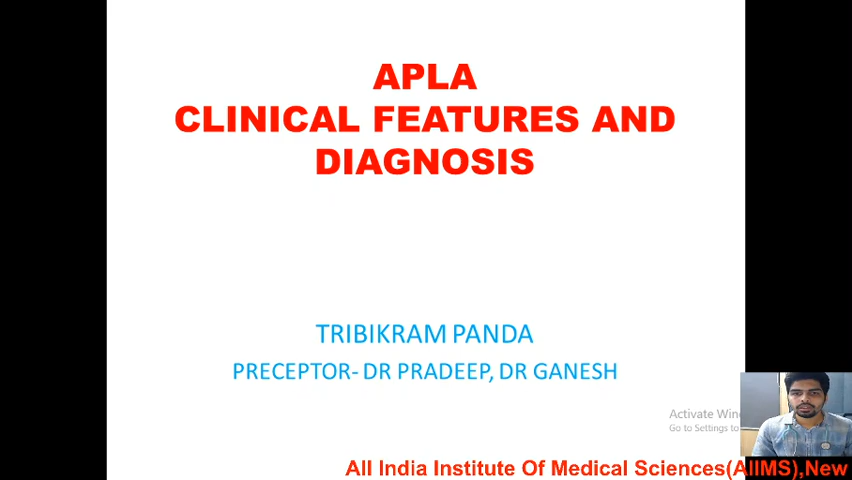 APLA
CLINICAL FEATURES AND
DIAGNOSIS
TRIBIKRAM PANDA
PRECEPTOR- DR PRADEEP, DR GANESH
Activate Win
Go to Settings to
All India Institute Of Medical Sciences(AIIMS),New